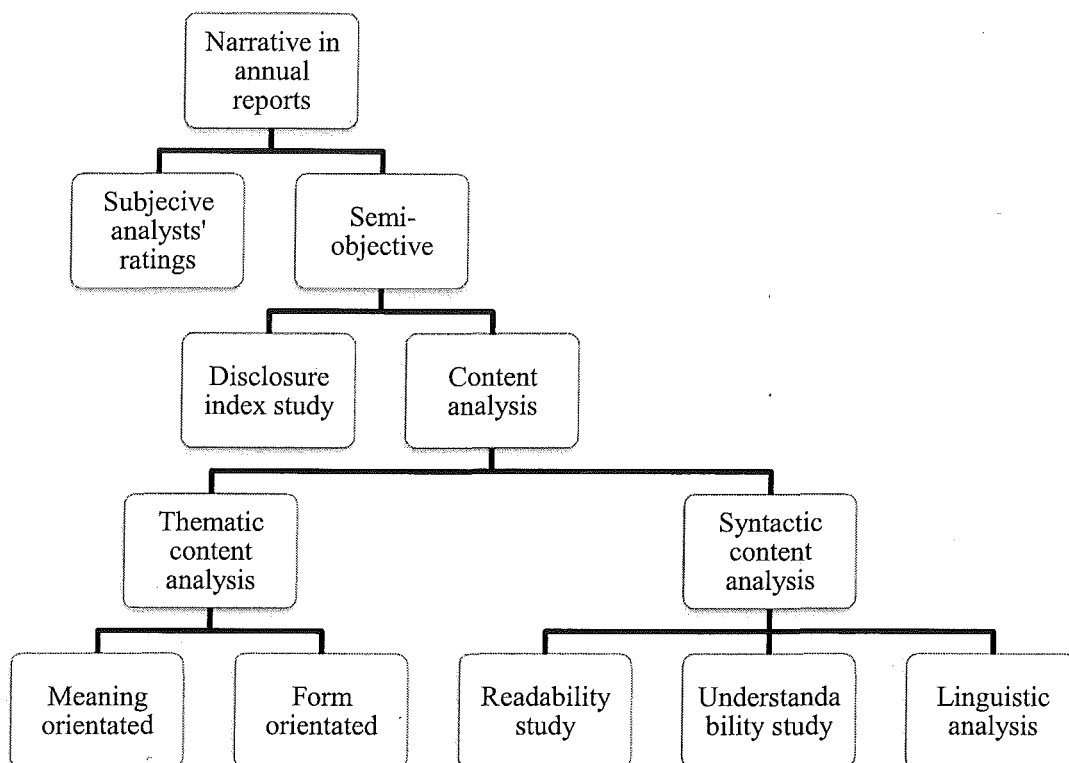 Narrative in
annual
reports
Subjecive
analysts'
ratings
Semi-
objective
Disclosure
index study
Content
analysis
Thematic
content
analysis
Syntactic
content
analysis
Meaning
orientated
Form
orientated
Readability
study
Understanda
bility study
Linguistic
analysis